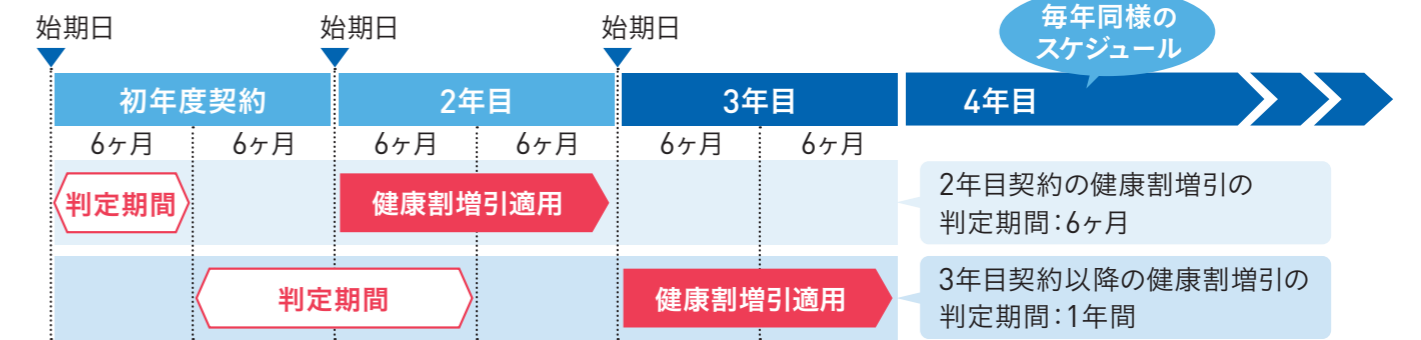 始期日
始期日
始期日
毎年同様の
スケジュール
初年度契約
2年目
3年目
4年目
6ヶ月
6ヶ月
6ヶ月
6ヶ月
6ヶ月
6ヶ月
判定期間
健康割増引適用
2年目契約の健康割増引の
判定期間：6ヶ月
判定期間
健康割増引適用
3年目契約以降の健康割増引の
判定期間：1年間